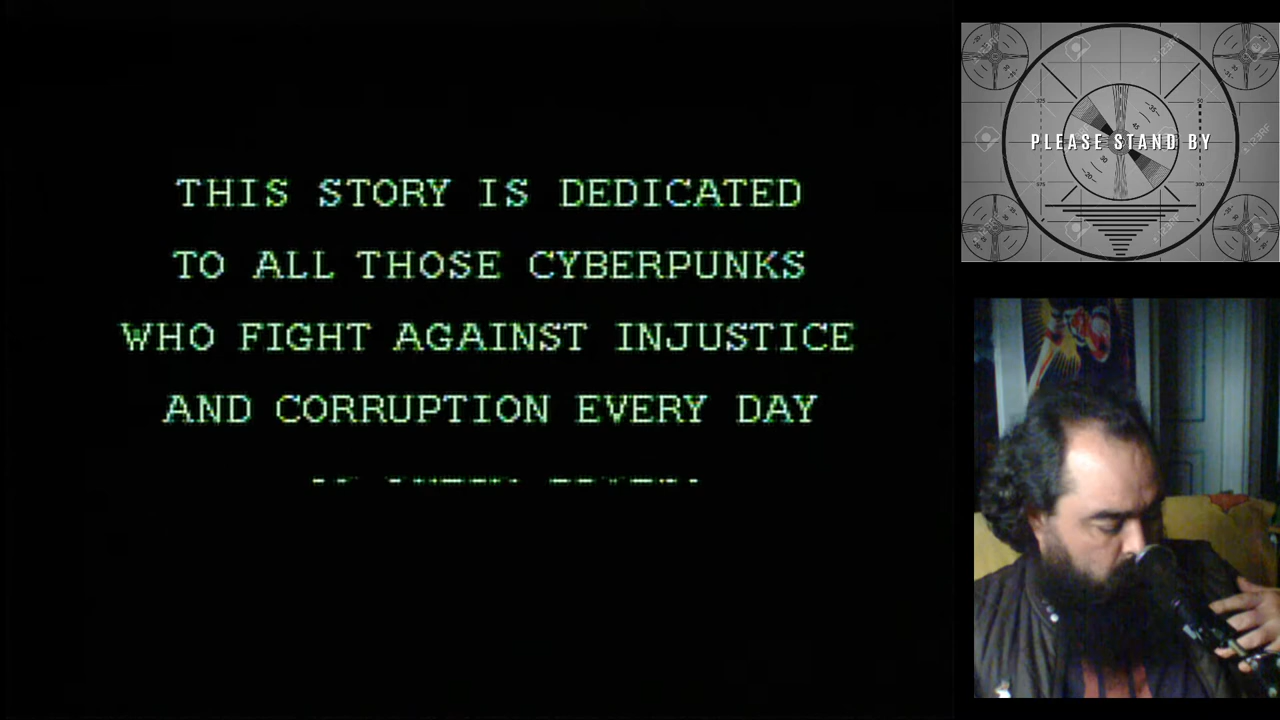 THIS STORY IS DEDICATED
TO ALL THOSE CYBERPUNKS
WHO FIGHT AGAINST INJUSTICE
AND CORRUPTION EVERY DAY
PLEASE STAND BY